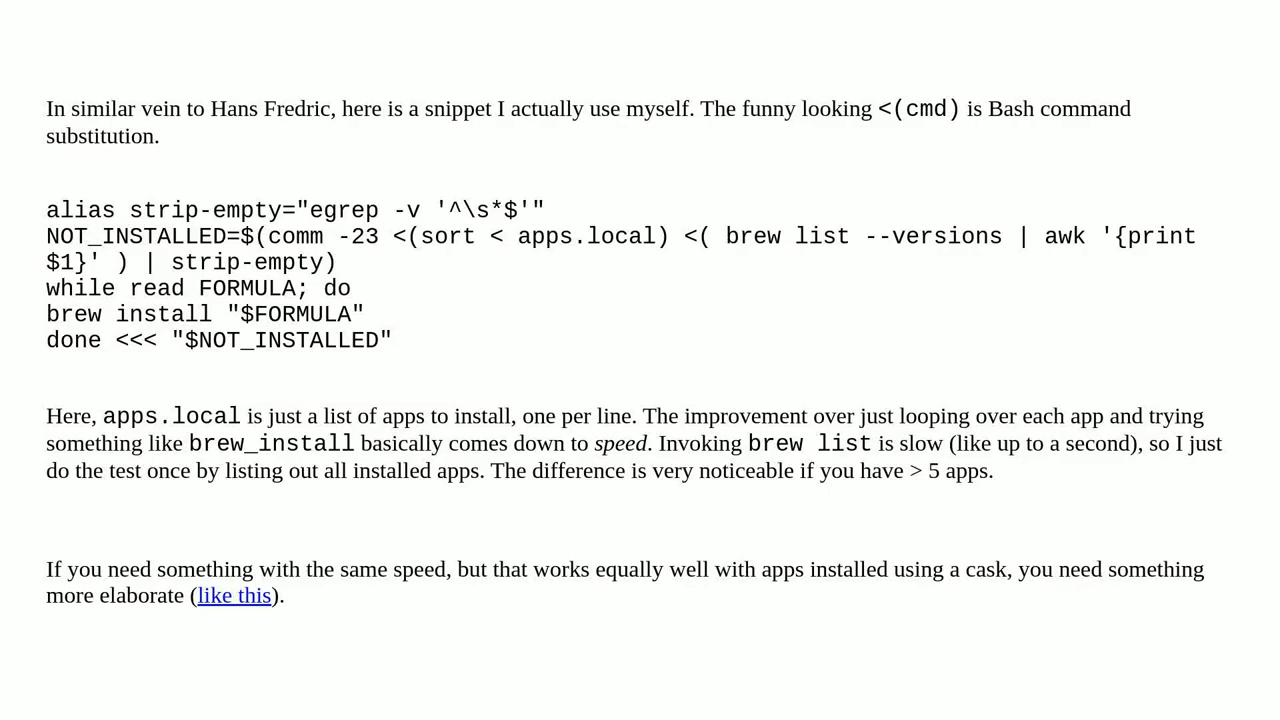 In similar vein to Hans Fredric, here is a snippet I actually use myself. The funny looking <(cmd) is Bash command
substitution.
alias strip-empty="egrep -v '^\s*$'"
NOT_INSTALLED=$(comm -23 <(sort < apps.local) <( brew list --versions | awk '{print
$1}' ) | strip-empty)
while read FORMULA; do
brew install "$FORMULA"
done <<< "$NOT_INSTALLED"
Here, apps.local is just a list of apps to install, one per line. The improvement over just looping over each app and trying
something like brew_install basically comes down to speed. Invoking brew list is slow (like up to a second), so I just
do the test once by listing out all installed apps. The difference is very noticeable if you have > 5 apps.
If you need something with the same speed, but that works equally well with apps installed using a cask, you need something
more elaborate (like this).